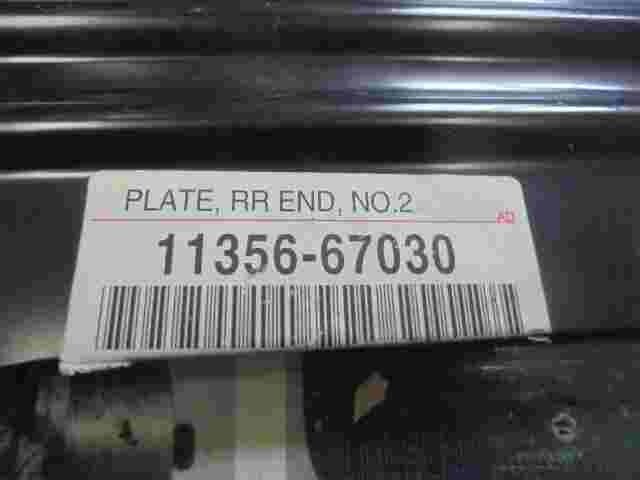 PLATE, RR END, NO.2
AD
11356-67030